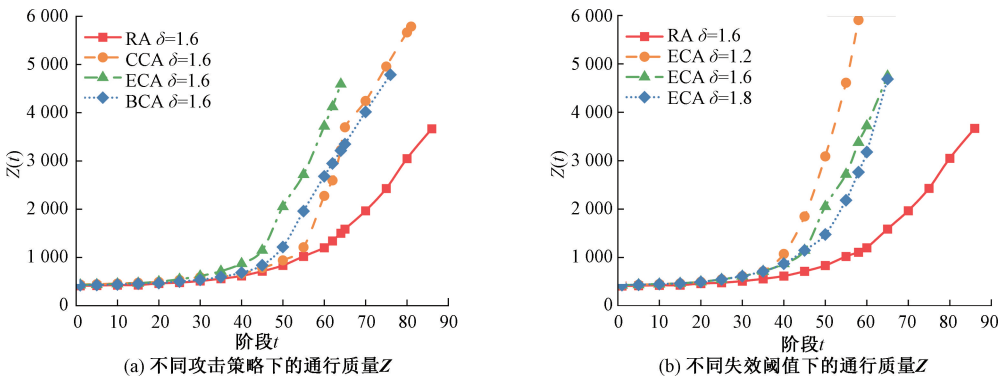 6 000
5 000
4 000
3 000
2 000
1 000
0
Z(t)
RA δ=1.6
CCA δ=1.6
ECA δ=1.6
BCA δ=1.6
0 10 20 30 40 50 60 70 80 90
阶段t
(a) 不同攻击策略下的通行质量Z
6 000
5 000
4 000
3 000
2 000
1 000
0
Z(t)
RA δ=1.6
ECA δ=1.2
ECA δ=1.6
ECA δ=1.8
0 10 20 30 40 50 60 70 80 90
阶段t
(b) 不同失效阈值下的通行质量Z